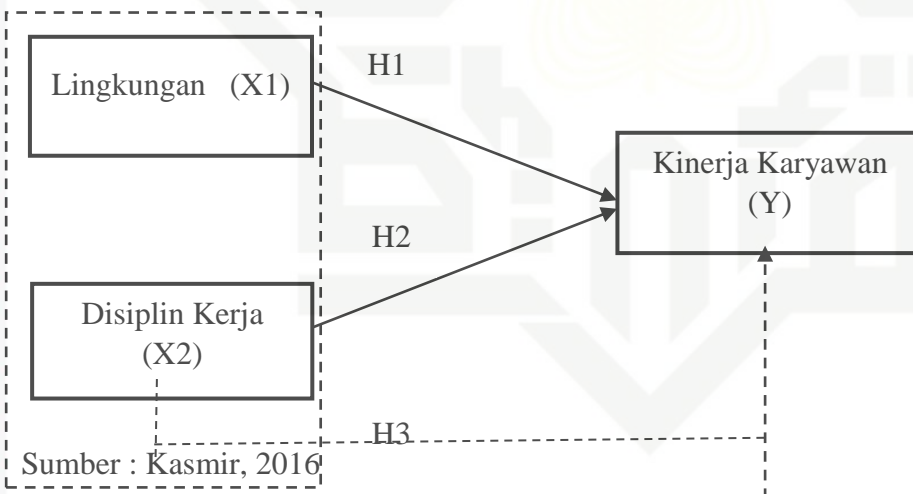 H1
Lingkungan (X1)
Kinerja Karyawan
(Y)
H2
Disiplin Kerja
(X2)
H3
Sumber : Kasmir, 2016